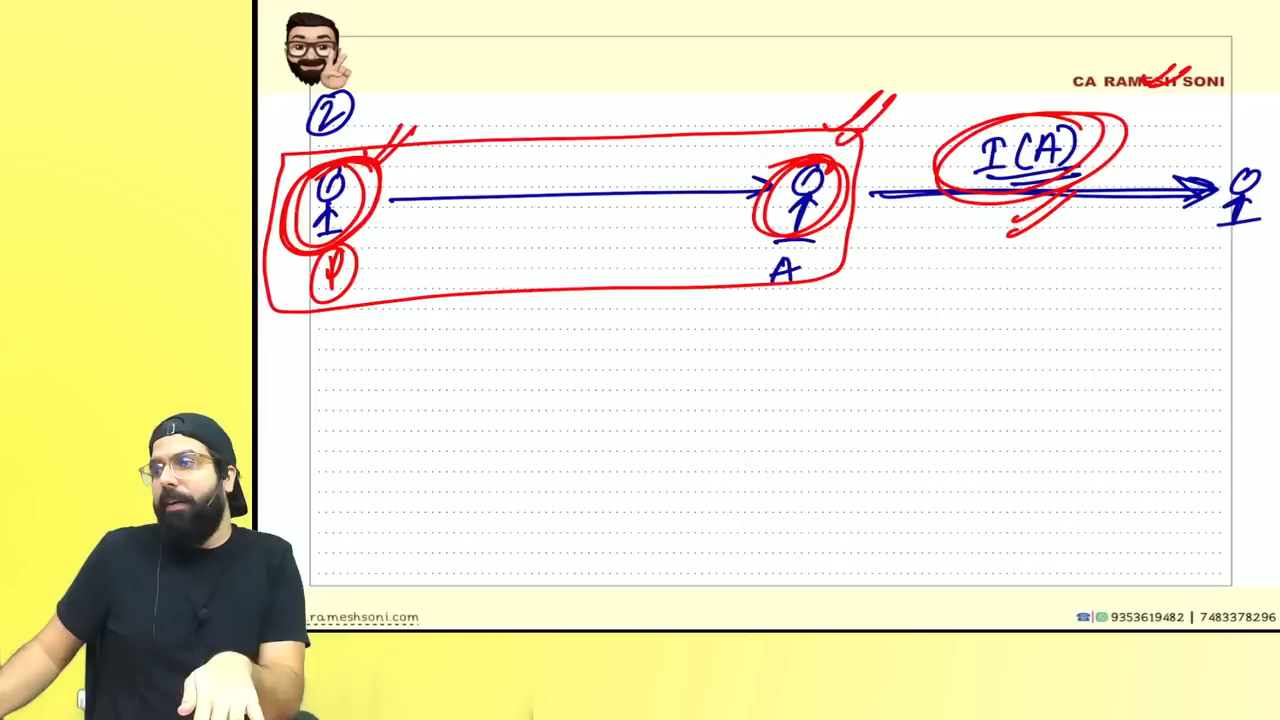 CA RAMESH SONI
2
I (A)
P
A
rameshsoni.com
9353619482 | 7483378296